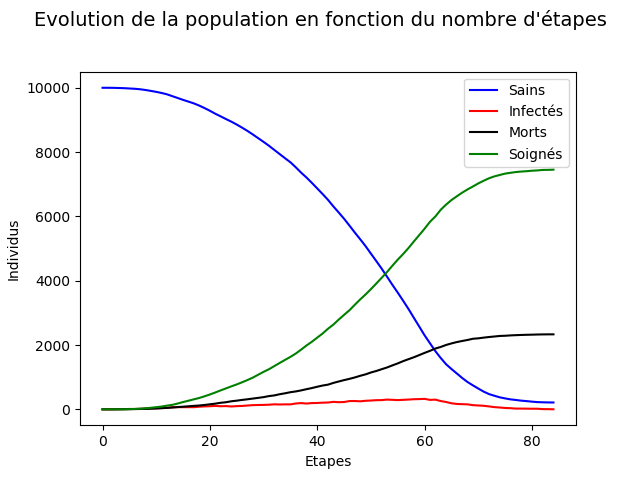 Evolution de la population en fonction du nombre d'étapes
10000
8000
6000
4000
2000
0
Individus
Sains
Infectés
Morts
Soignés
0 20 40 60 80
Etapes